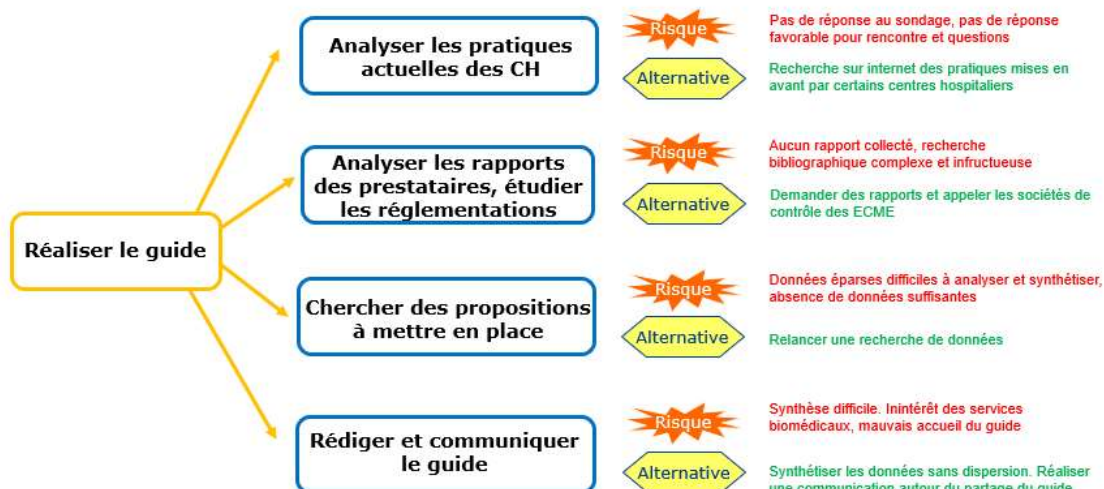 Analyser les pratiques
actuelles des CH
Risque
Pas de réponse au sondage, pas de réponse
favorable pour rencontre et questions
Alternative
Recherche sur internet des pratiques mises en
avant par certains centres hospitaliers
Analyser les rapports
des prestataires, étudier
les réglementations
Risque
Aucun rapport collecté, recherche
bibliographique complexe et infructueuse
Alternative
Demander des rapports et appeler les sociétés de
contrôle des ECME
Réaliser le guide
Chercher des propositions
à mettre en place
Risque
Données éparses difficiles à analyser et synthétiser,
absence de données suffisantes
Alternative
Relancer une recherche de données
Rédiger et communiquer
le guide
Risque
Synthèse difficile. Inintérêt des services
biomédicaux, mauvais accueil du guide
Alternative
Synthétiser les données sans dispersion. Réaliser
une communication autour du partage du guide